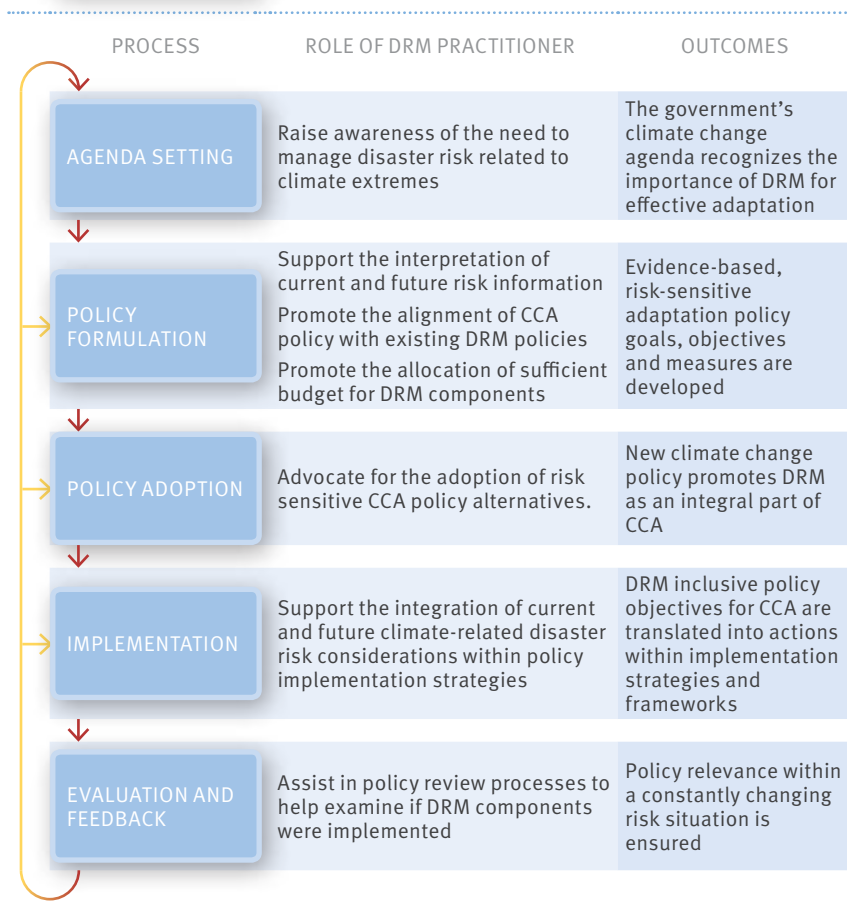 PROCESS
ROLE OF DRM PRACTITIONER
OUTCOMES
AGENDA SETTING
Raise awareness of the need to
manage disaster risk related to
climate extremes
The government's
climate change
agenda recognizes the
importance of DRM for
effective adaptation
POLICY
FORMULATION
Support the interpretation of
current and future risk information
Promote the alignment of CCA
policy with existing DRM policies
Promote the allocation of sufficient
budget for DRM components
Evidence-based,
risk-sensitive
adaptation policy
goals, objectives
and measures are
developed
POLICY ADOPTION
Advocate for the adoption of risk
sensitive CCA policy alternatives.
New climate change
policy promotes DRM
as an integral part of
CCA
IMPLEMENTATION
Support the integration of current
and future climate-related disaster
risk considerations within policy
implementation strategies
DRM inclusive policy
objectives for CCA are
translated into actions
within implementation
strategies and
frameworks
EVALUATION AND
FEEDBACK
Assist in policy review processes to
help examine if DRM components
were implemented
Policy relevance within
a constantly changing
risk situation is
ensured